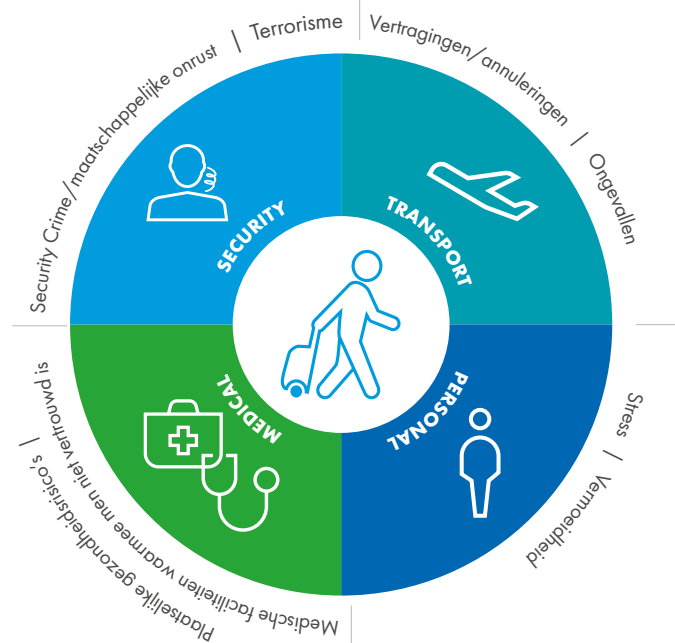 Security Crime/maatschappelijke onrust | Terrorisme
Vertragingen/annuleringen | Ongevallen
SECURITY
TRANSPORT
MEDICAL
PERSONAL
Stress | Vermoeidheid
Plaatselijke gezondheidsrisico's |
Medische faciliteiten waarmee men niet vertrouwd is